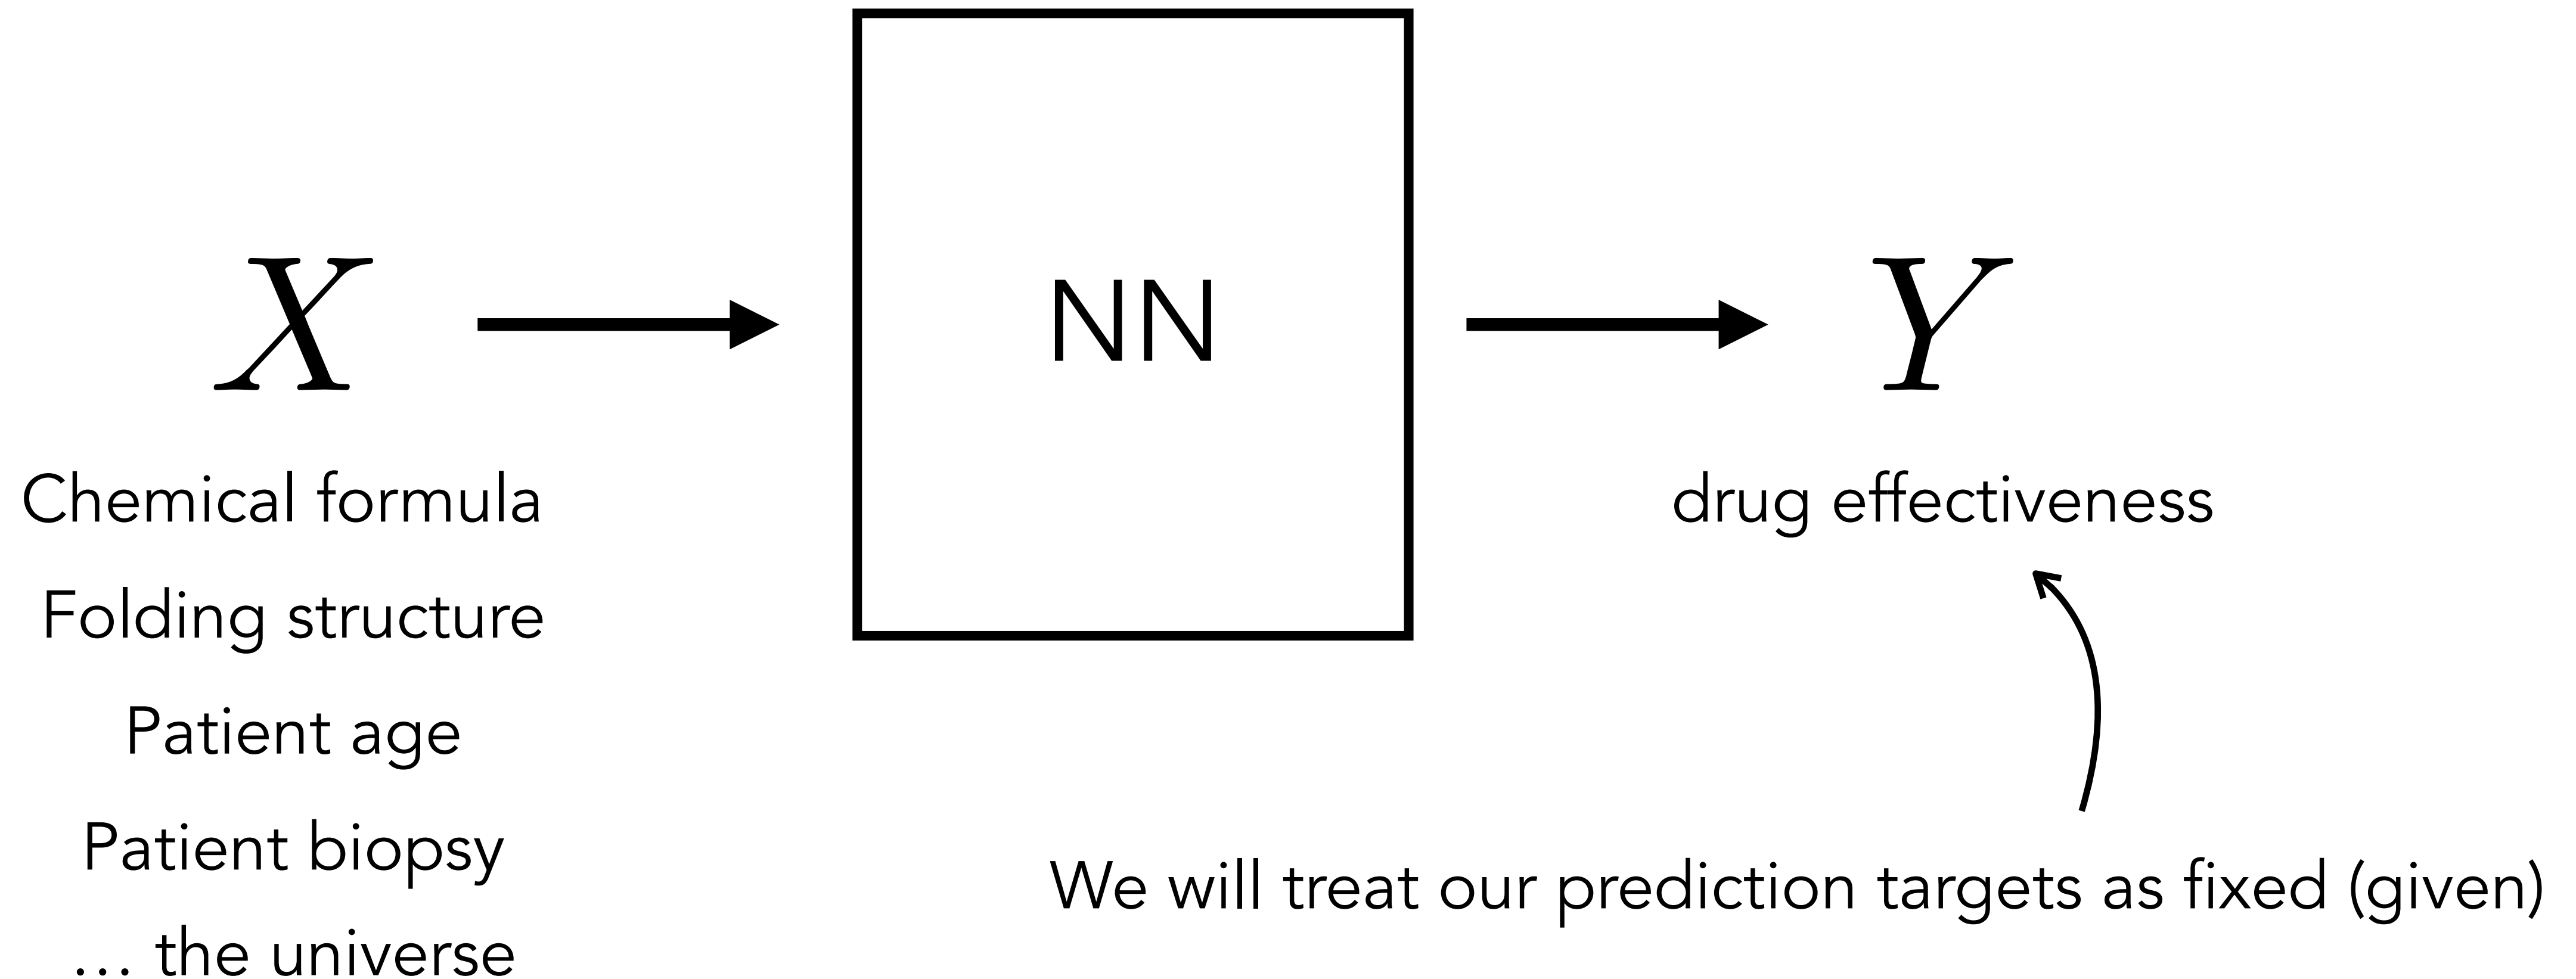 X
NN
Y
Chemical formula
drug effectiveness
Folding structure
Patient age
Patient biopsy
We will treat our prediction targets as fixed (given)
… the universe